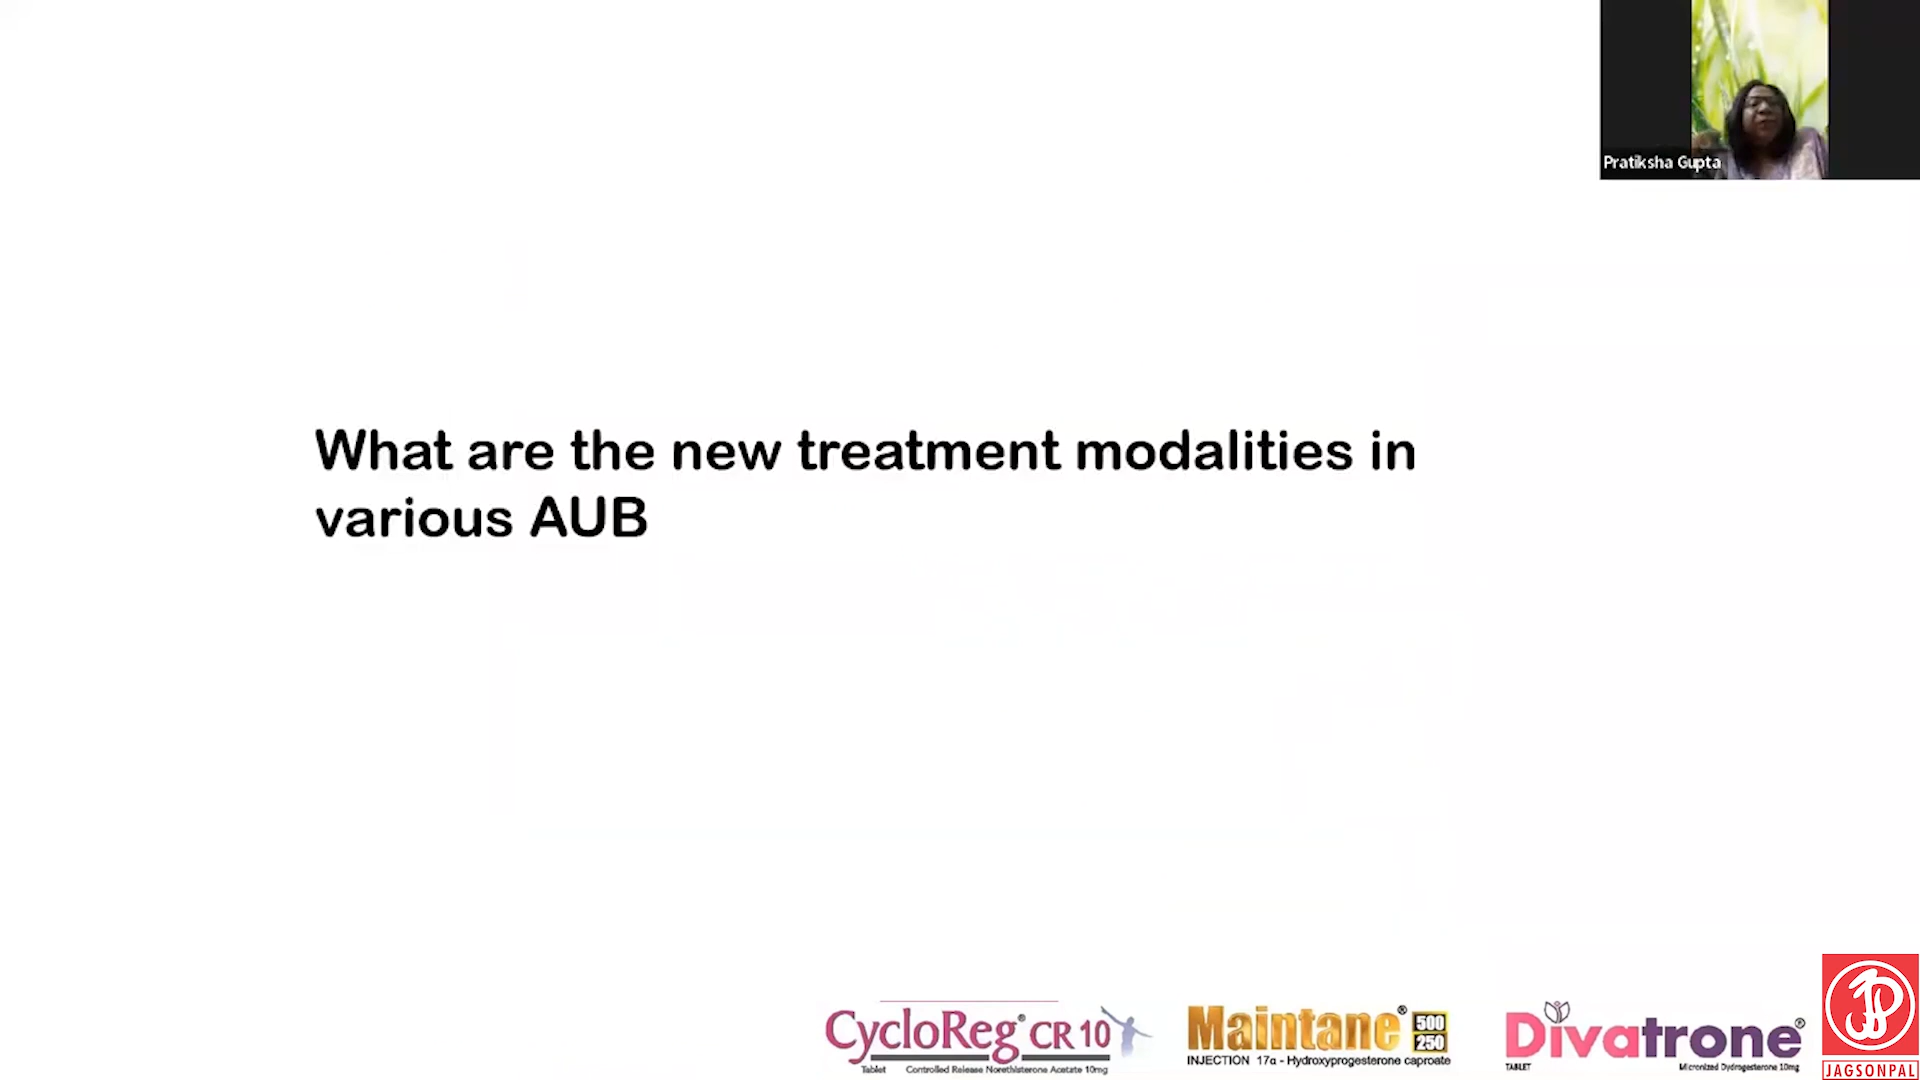 Pratiksha Gupta
What are the new treatment modalities in
various AUB
CycloReg® CR 10
Tablet Controlled Release Norethisterone Acetate 10mg
Maintane® 500 250
INJECTION 17α - Hydroxyprogesterone caproate
Divatrone®
TABLET Micronized Dydrogesterone 10mg
JAGSONPAL